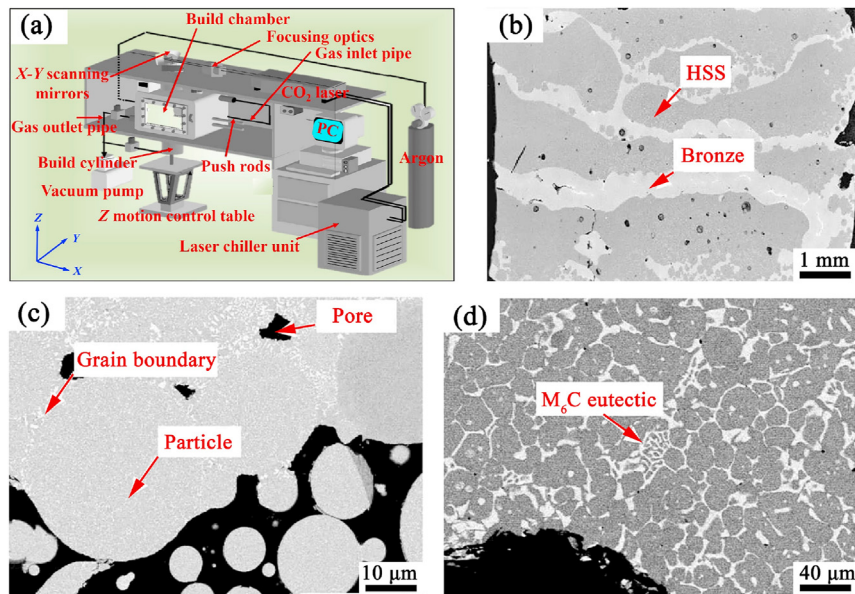 (a)
Build chamber
Focusing optics
Gas inlet pipe
X-Y scanning
mirrors
CO₂ laser
Gas outlet pipe
PC
Build cylinder
Push rods
Argon
Vacuum pump
Z motion control table
Laser chiller unit
Z
Y
X
(b)
HSS
Bronze
1 mm
(c)
Pore
Grain boundary
Particle
10 μm
(d)
M₆C eutectic
40 μm